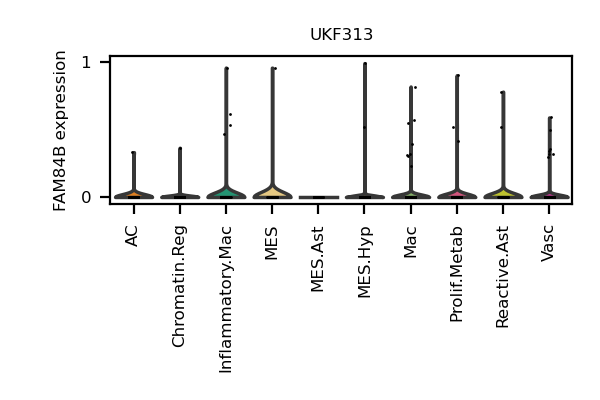 UKF313
FAM84B expression
1
0
AC
Chromatin.Reg
Inflammatory.Mac
MES
MES.Ast
MES.Hyp
Mac
Prolif.Metab
Reactive.Ast
Vasc